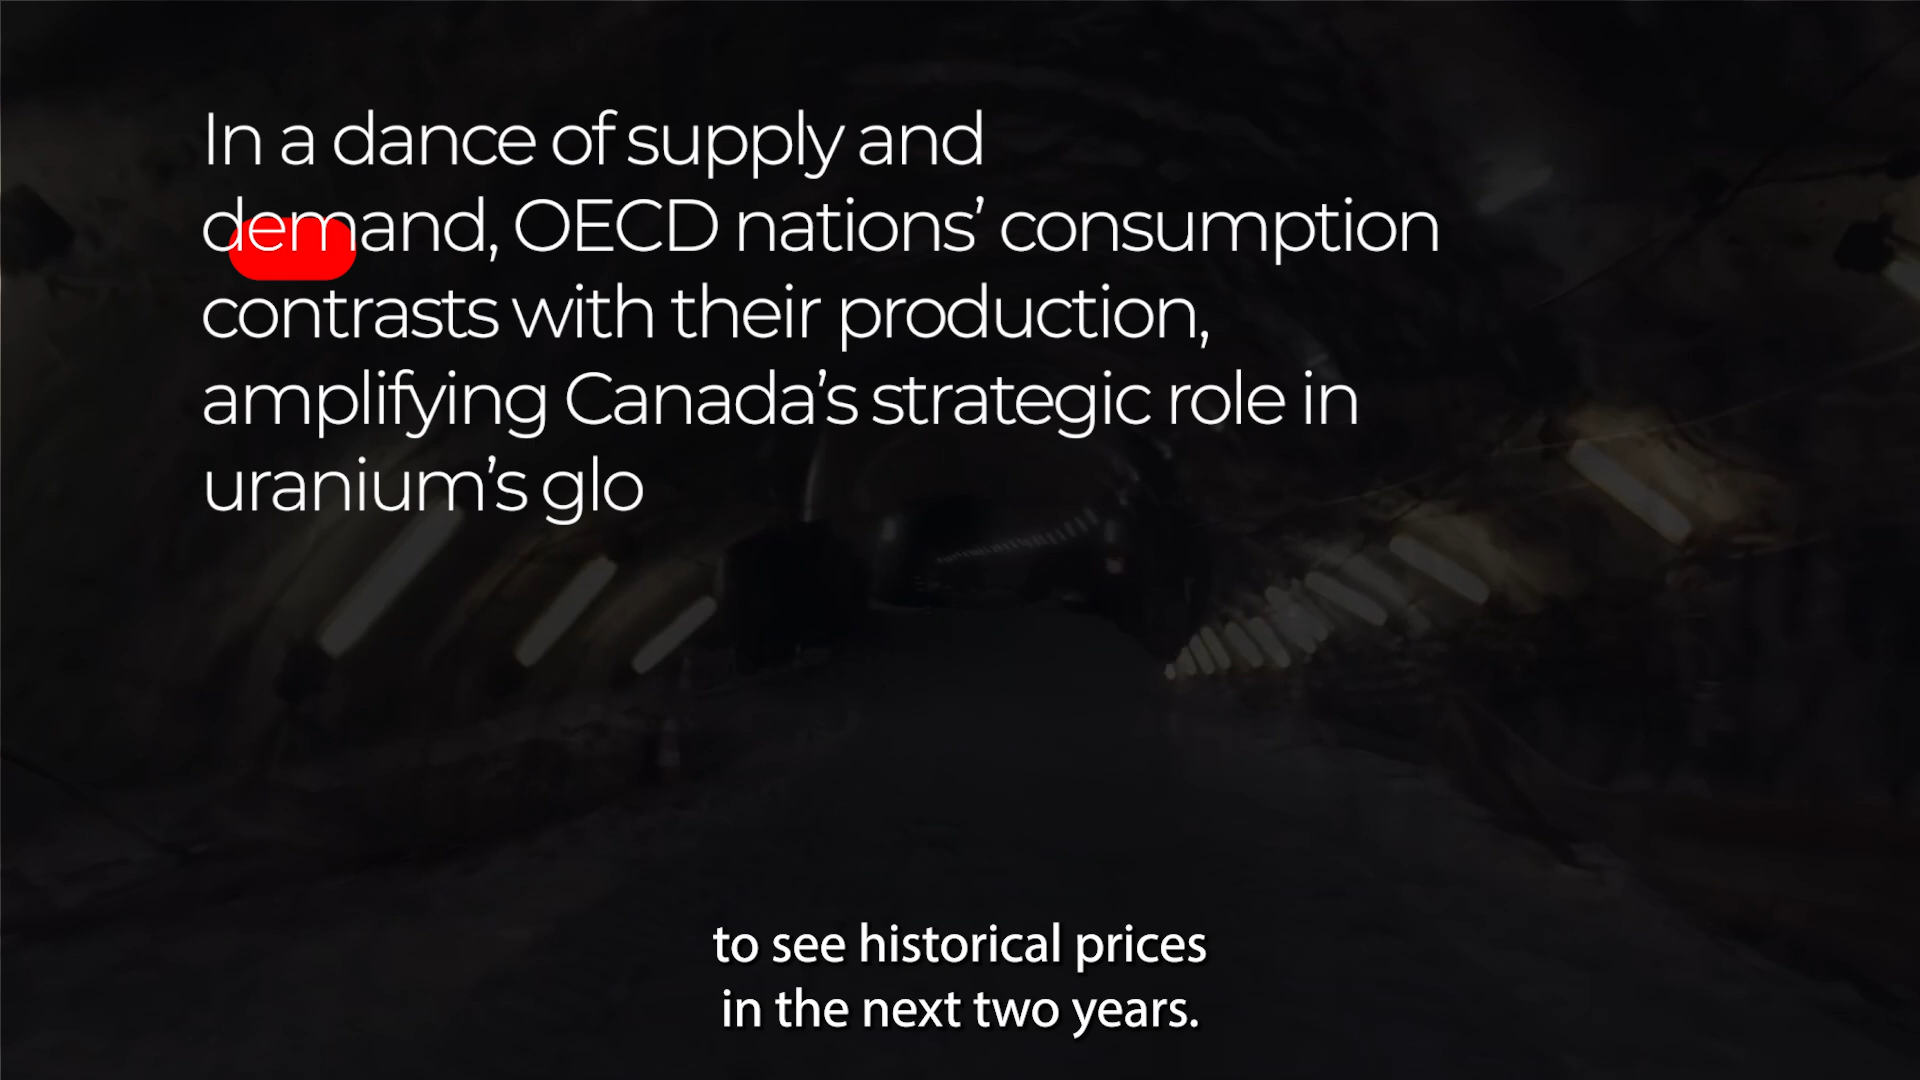 In a dance of supply and
demand, OECD nations’ consumption
contrasts with their production,
amplifying Canada’s strategic role in
uranium’s glo
to see historical prices
in the next two years.